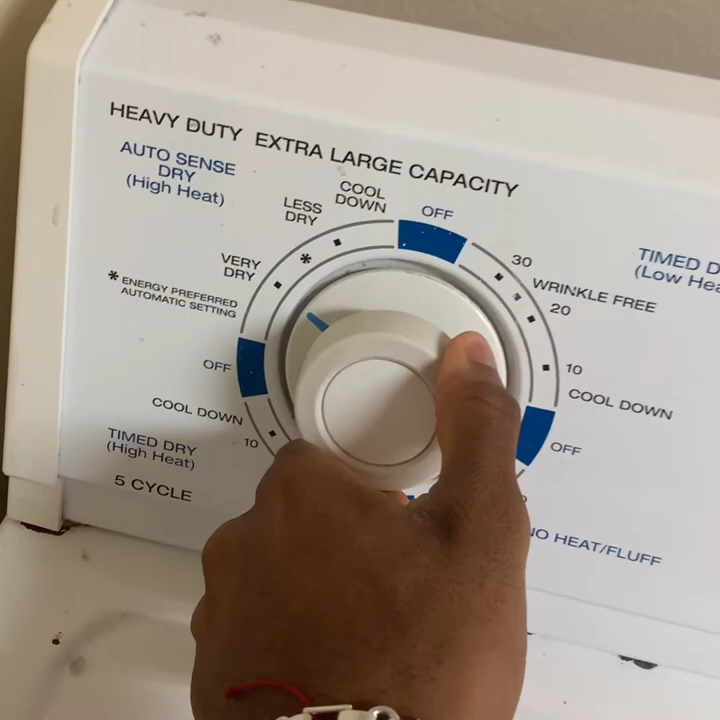 HEAVY DUTY EXTRA LARGE CAPACITY
AUTO SENSE
DRY
(High Heat)
LESS
DRY
COOL
DOWN
OFF
VERY
DRY
* ENERGY PREFERRED
AUTOMATIC SETTING
*
30
WRINKLE FREE
20
10
COOL DOWN
OFF
TIMED
(Low
OFF
COOL DOWN
10
TIMED DRY
(High Heat)
5 CYCLE
HEAT/FLUFF